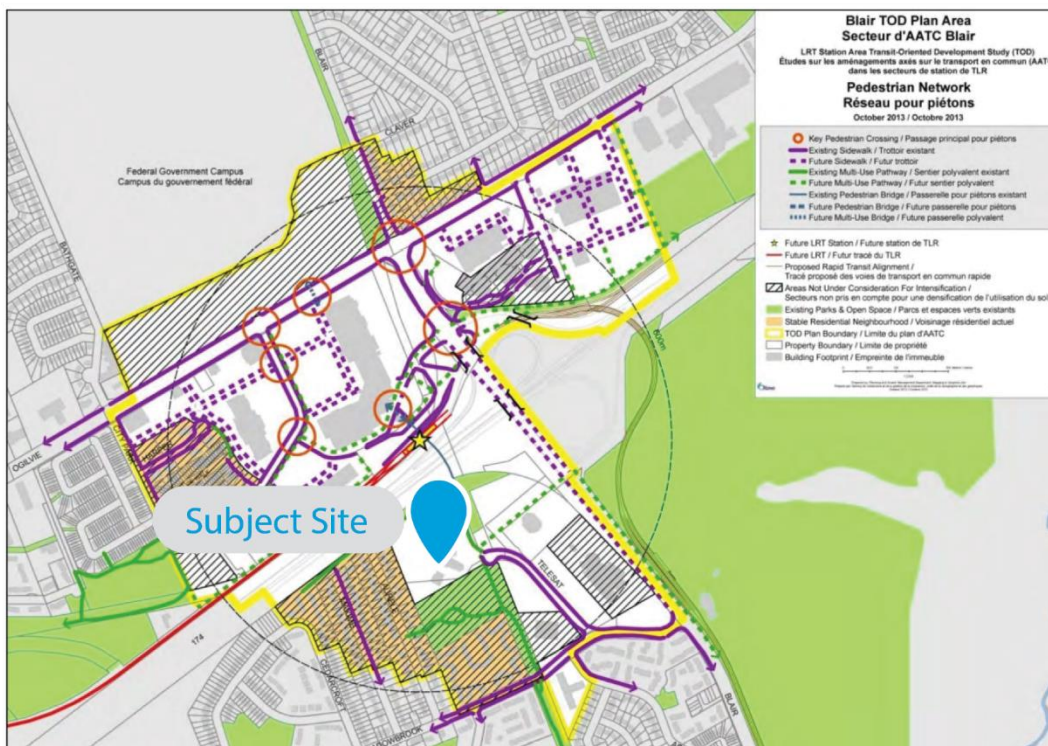 Blair TOD Plan Area
Secteur d'AATC Blair
LRT Station Area Transit-Oriented Development Study (TOD)
Études sur les aménagements axés sur le transport en commun (AATC
dans les secteurs de station de TLR
Pedestrian Network
Réseau pour piétons
October 2013 / Octobre 2013
Key Pedestrian Crossing / Passage principal pour piétons
Existing Sidewalk / Trottoir existant
Future Sidewalk / Futur trottoir
Existing Multi-Use Pathway / Sentier polyvalent existant
Future Multi-Use Pathway / Futur sentier polyvalent
Existing Pedestrian Bridge / Passerelle pour piétons existant
Future Pedestrian Bridge / Future passerelle pour piétons
Future Multi-Use Bridge / Future passerelle polyvalent
Future LRT Station / Future station de TLR
Future LRT / Futur tracé du TLR
Proposed Rapid Transit Alignment /
Tracé proposé des voies de transport en commun rapide
Areas Not Under Consideration For Intensification /
Secteurs non pris en compte pour une densification de l'utilisation du sol
Existing Parks & Open Space / Parcs et espaces verts existants
Stable Residential Neighbourhood / Voisinage résidentiel actuel
TOD Plan Boundary / Limite du plan d'AATC
Property Boundary / Limite de propriété
Building Footprint / Empreinte de l'immeuble
BLAIR
CLAVER
Federal Government Campus
Campus du gouvernement fédéral
BATHGATE
600m
OGILVIE
CITY PARK
Subject Site
TELESAT
174
BLAIR